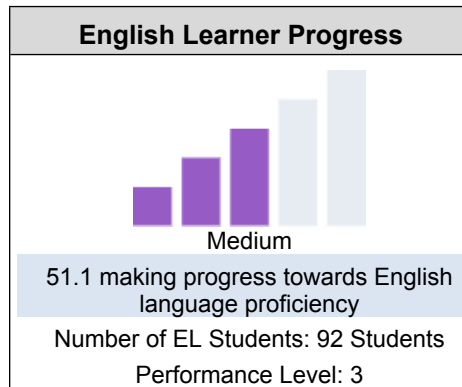 English Learner Progress
Medium
51.1 making progress towards English
language proficiency
Number of EL Students: 92 Students
Performance Level: 3